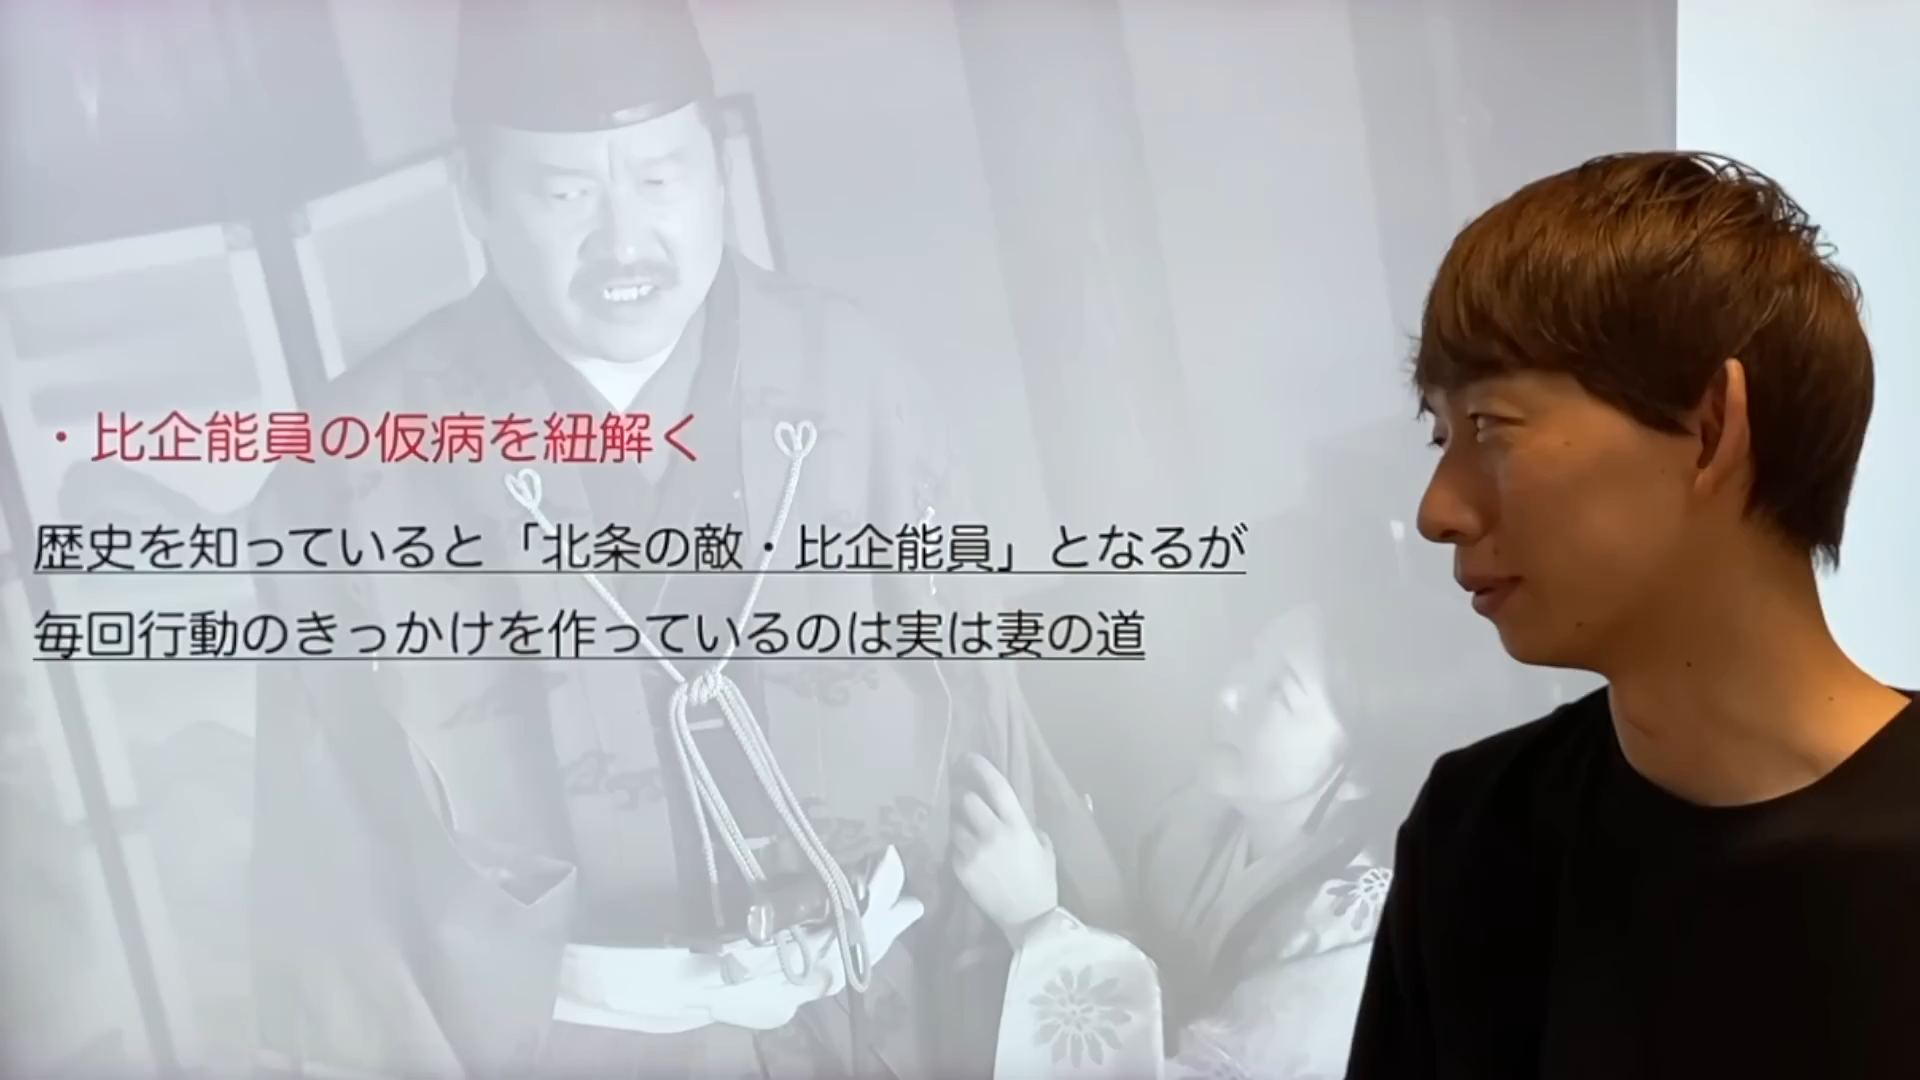 ・比企能員の仮病を紐解く
歴史を知っていると「北条の敵・比企能員」となるが
毎回行動のきっかけを作っているのは実は妻の道